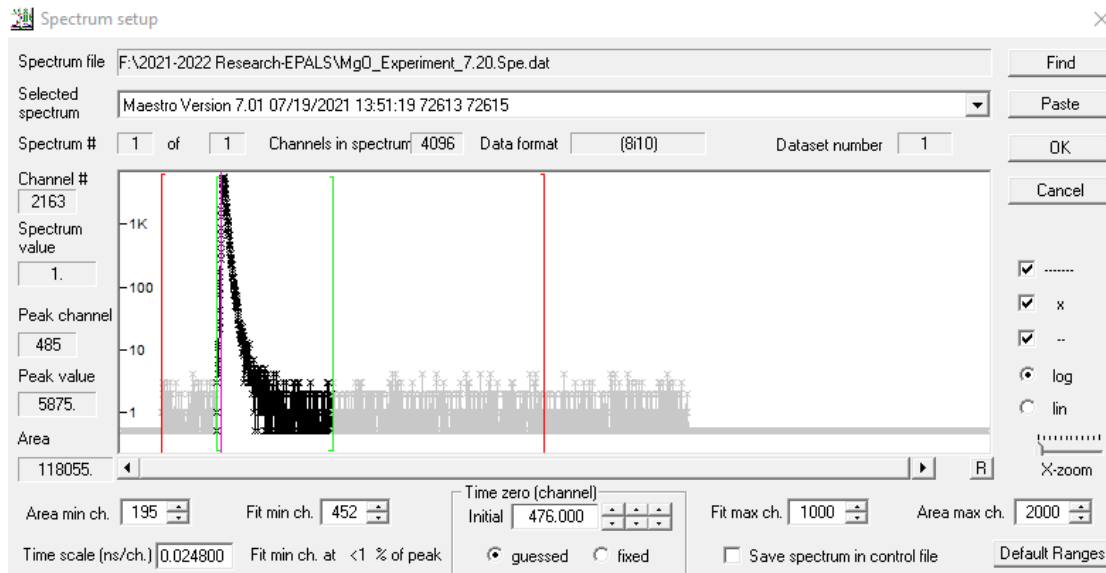 Spectrum setup
Spectrum file F:\2021-2022 Research-EPALS\MgO_Experiment_7.20.Spe.dat Find
Selected spectrum Maestro Version 7.01 07/19/2021 13:51:19 72613 72615 Paste
Spectrum # 1 of 1 Channels in spectrum 4096 Data format (8i10) Dataset number 1 OK
Cancel
Channel #
2163
Spectrum
value
1.
Peak channel
485
Peak value
5875.
Area
118055.
1K
100
10
1
-------
x
--
log
lin
X-zoom
R
Area min ch. 195 Fit min ch. 452
Time zero (channel)
Initial 476.000
Fit max ch. 1000 Area max ch. 2000
Time scale (ns/ch.) 0.024800 Fit min ch. at <1 % of peak guessed fixed Save spectrum in control file Default Ranges